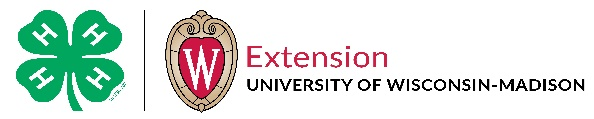 H H
H H
W
Extension
UNIVERSITY OF WISCONSIN-MADISON